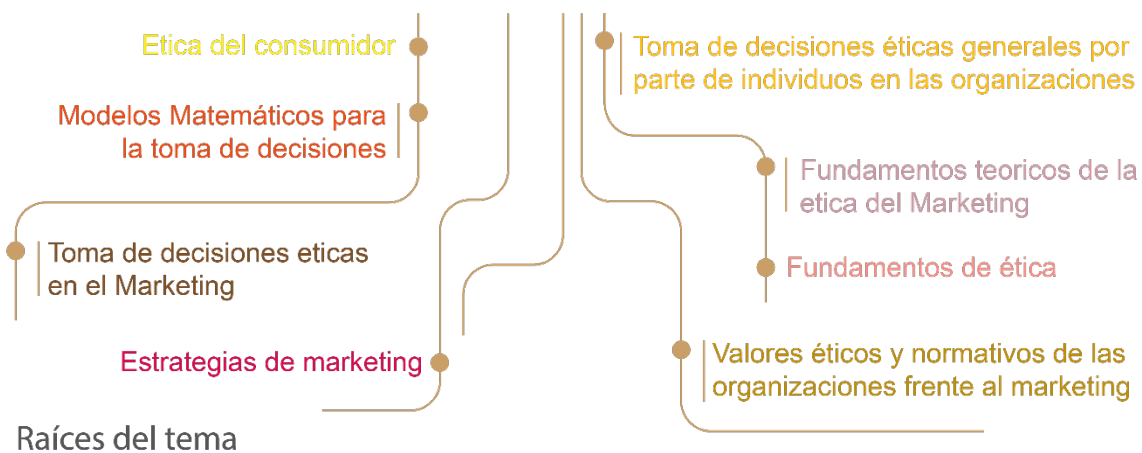 Etica del consumidor
Modelos Matemáticos para
la toma de decisiones
Toma de decisiones eticas
en el Marketing
Estrategias de marketing
Raíces del tema
Toma de decisiones éticas generales por
parte de individuos en las organizaciones
Fundamentos teoricos de la
etica del Marketing
Fundamentos de ética
Valores éticos y normativos de las
organizaciones frente al marketing